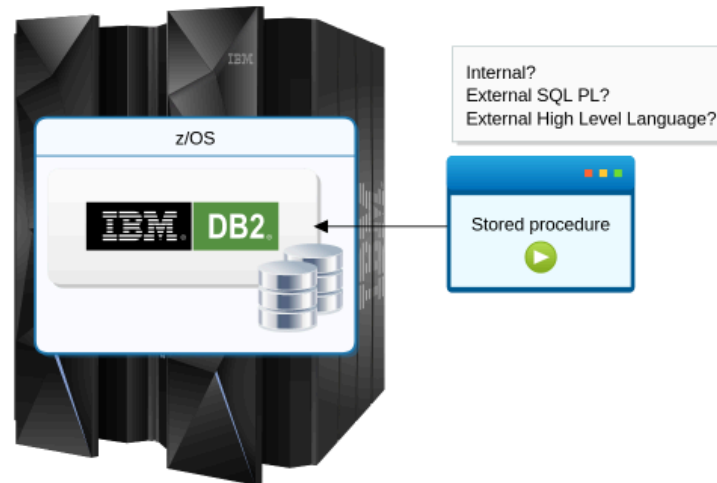 IBM
Internal?
External SQL PL?
External High Level Language?
z/OS
IBM® DB2®
Stored procedure